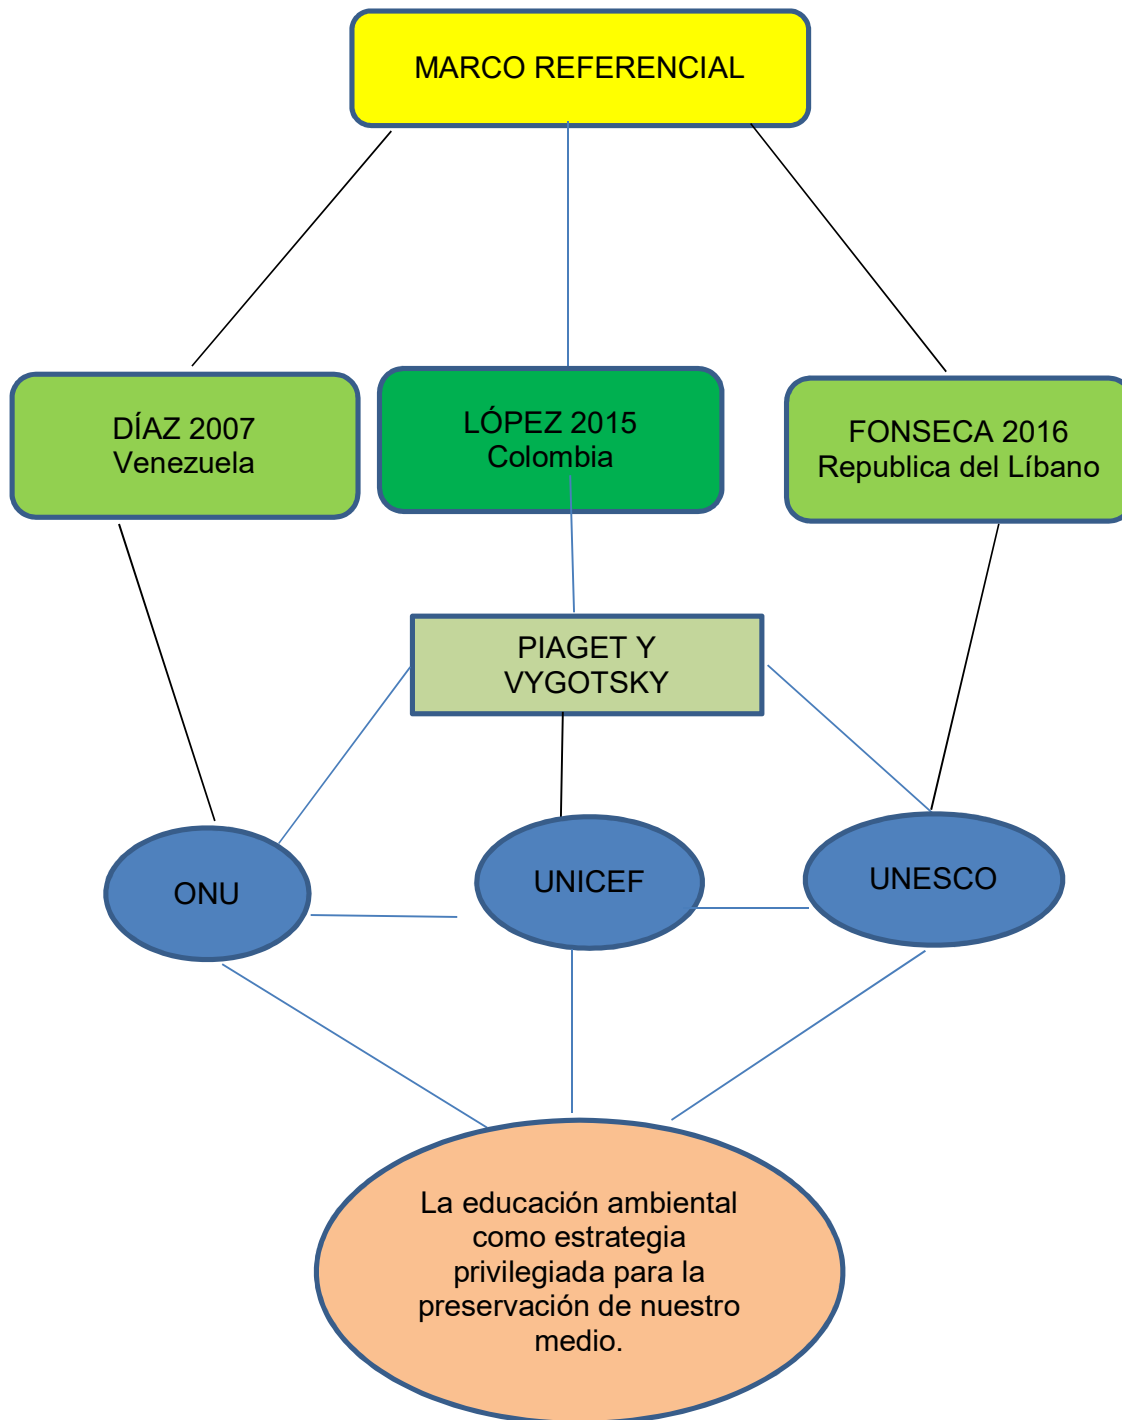 MARCO REFERENCIAL
DÍAZ 2007
Venezuela
LÓPEZ 2015
Colombia
FONSECA 2016
Republica del Líbano
PIAGET Y
VYGOTSKY
ONU
UNICEF
UNESCO
La educación ambiental
como estrategia
privilegiada para la
preservación de nuestro
medio.